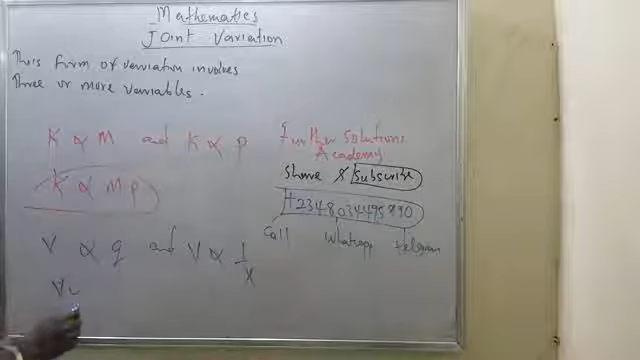 Mathematics
Joint Variation
This form of variation involves
Three or more variables.
K ∝ M and K ∝ p
K ∝ M p
V ∝ q and V ∝ 1/x
V
Further Solutions
Academy
Share & Subscribe
+2348034495890
Call Whatsapp telegram